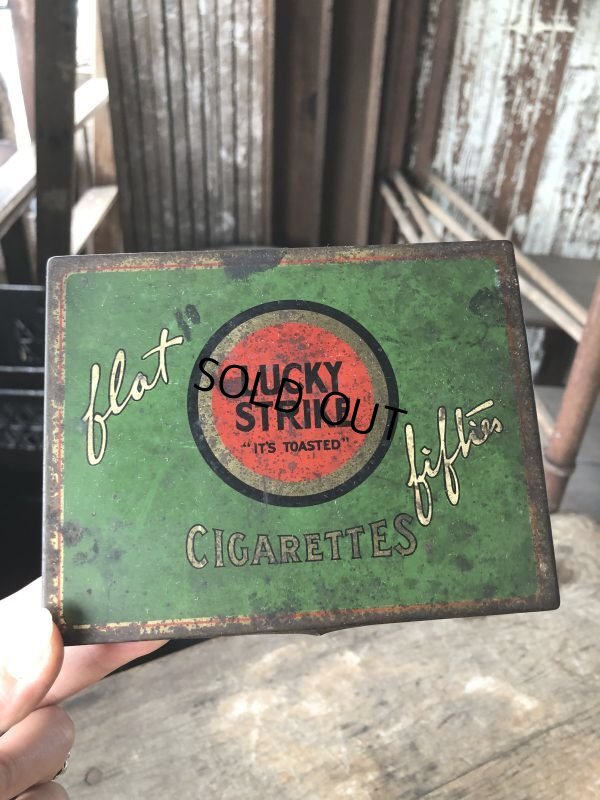 flat
LUCKY
STRIKE
"IT'S TOASTED"
SOLD OUT
fifties
CIGARETTES